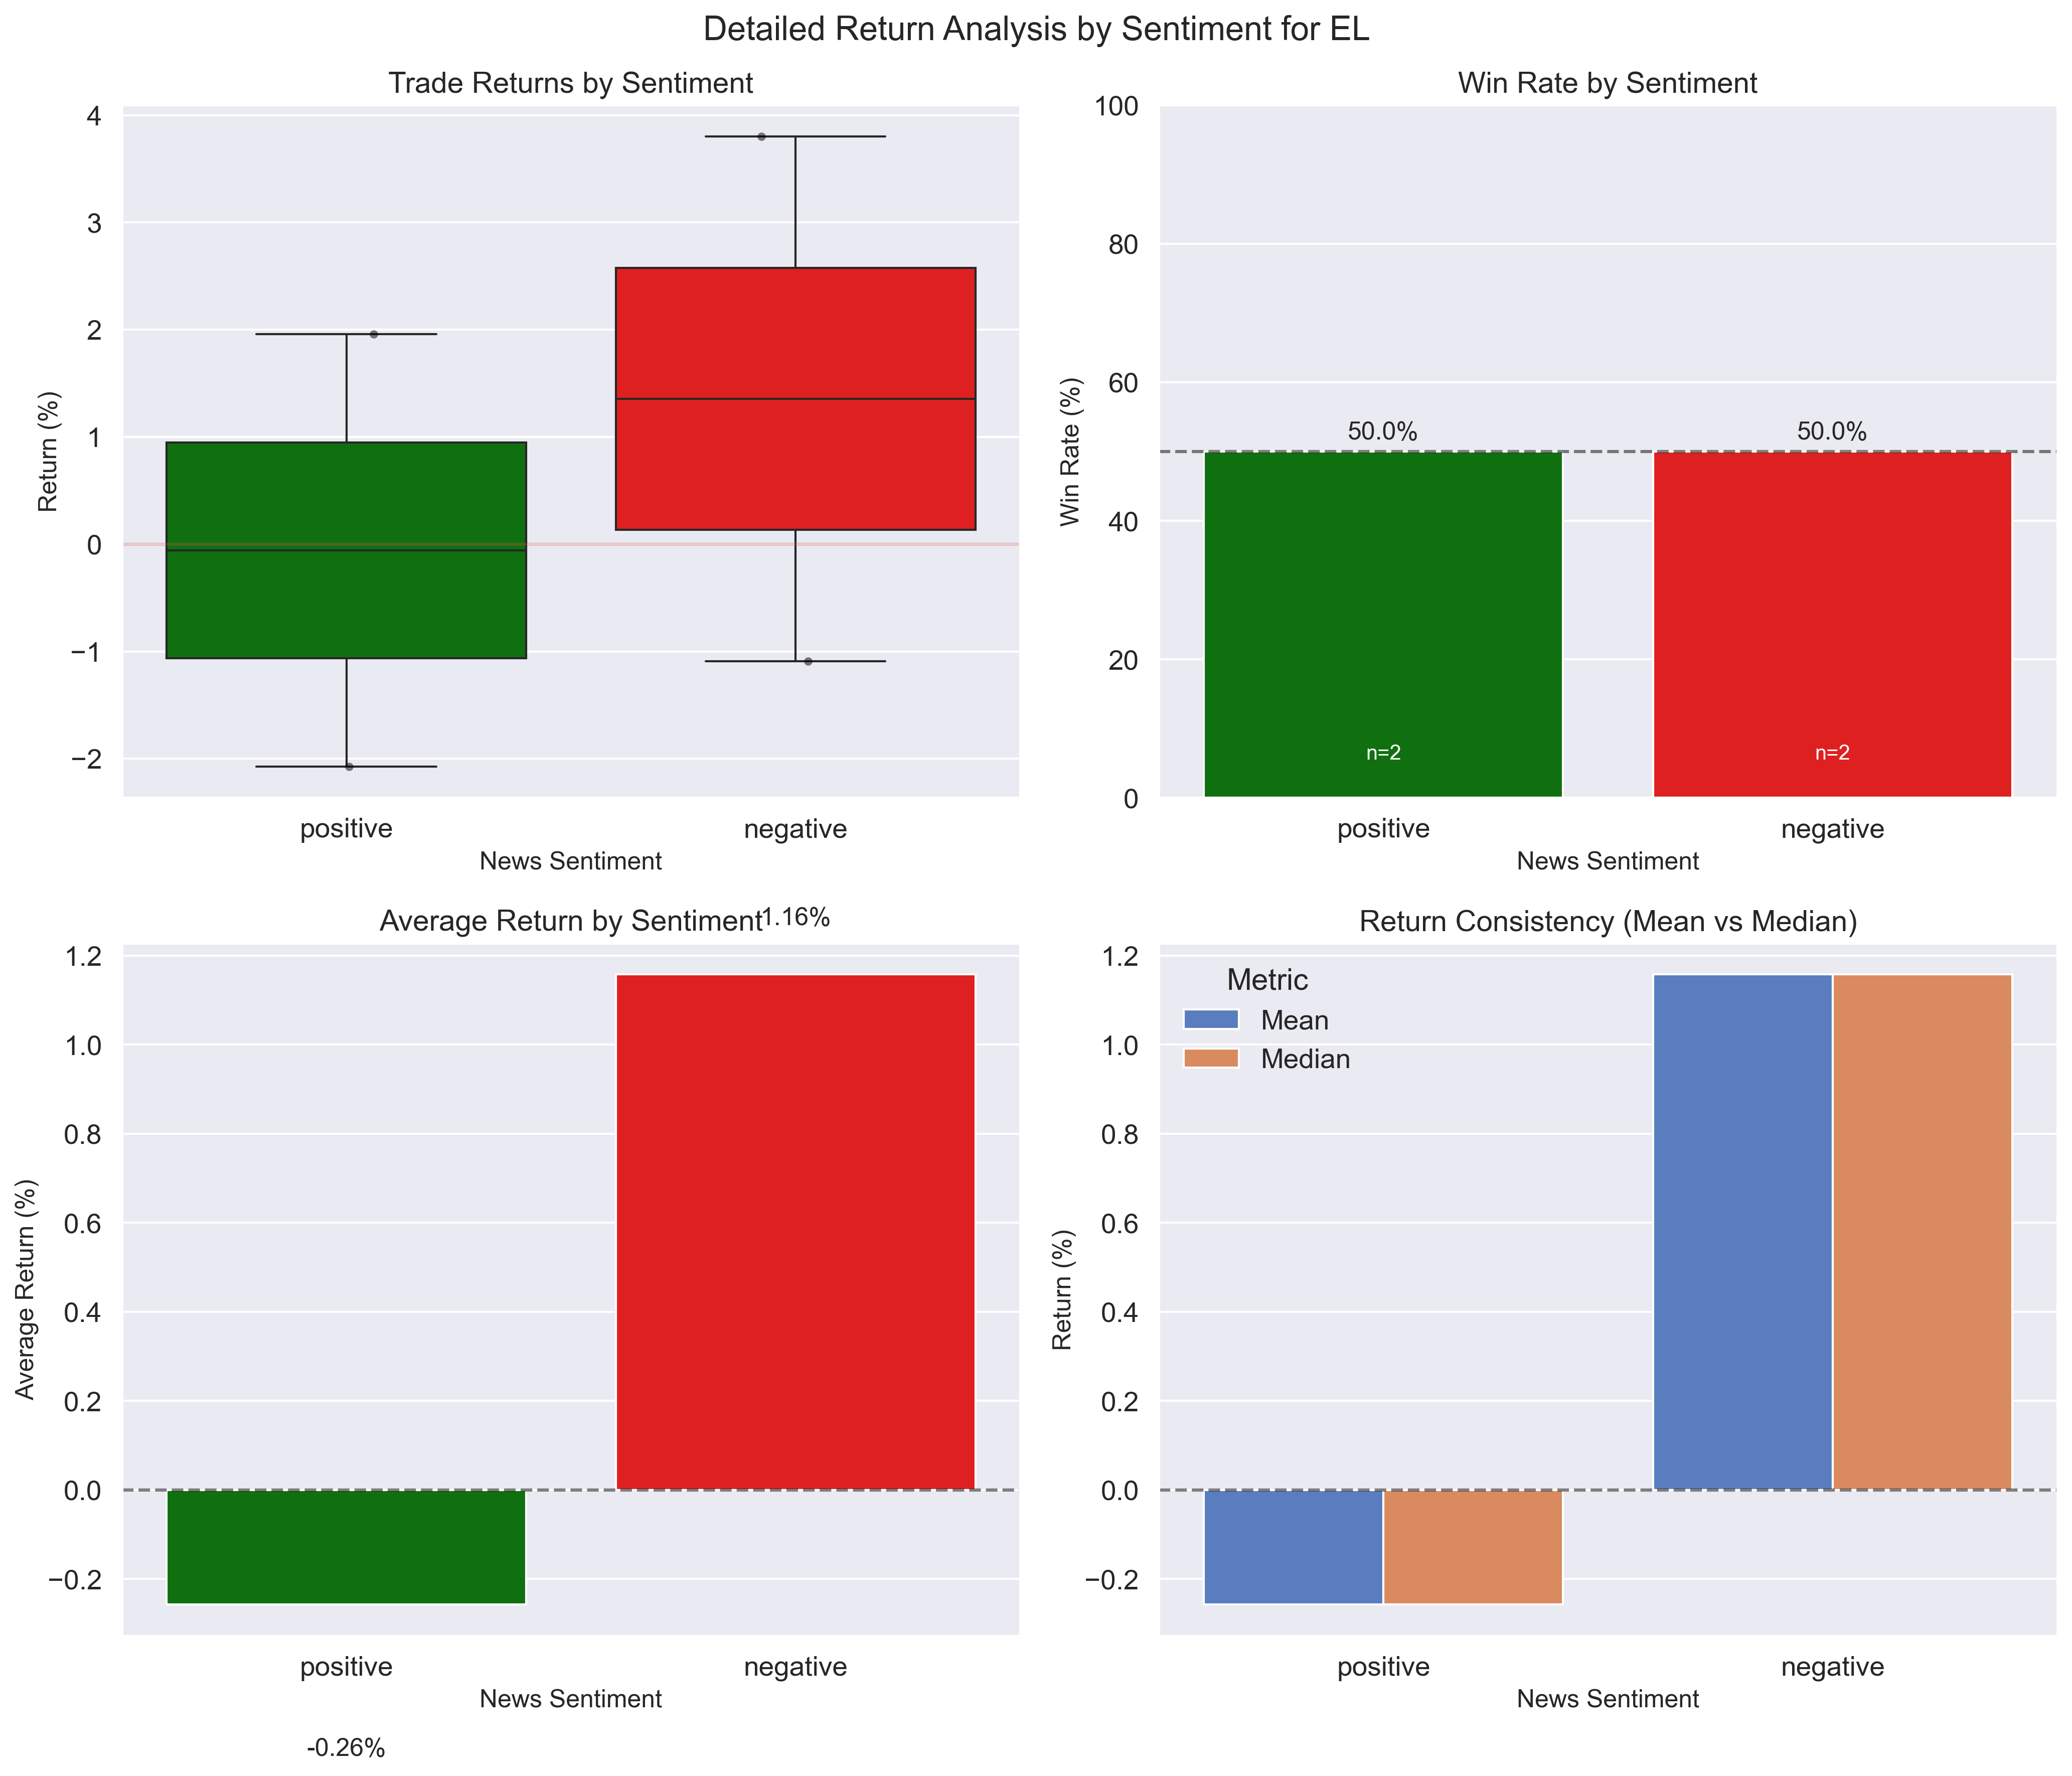 Detailed Return Analysis by Sentiment for EL
Trade Returns by Sentiment
4
3
2
1
0
−1
−2
Return (%)
positive
negative
News Sentiment
Win Rate by Sentiment
100
80
60
40
20
0
Win Rate (%)
50.0%
50.0%
n=2
n=2
positive
negative
News Sentiment
Average Return by Sentiment
1.16%
1.2
1.0
0.8
0.6
0.4
0.2
0.0
−0.2
Average Return (%)
positive
negative
News Sentiment
-0.26%
Return Consistency (Mean vs Median)
1.2
1.0
0.8
0.6
0.4
0.2
0.0
−0.2
Return (%)
Metric
Mean
Median
positive
negative
News Sentiment